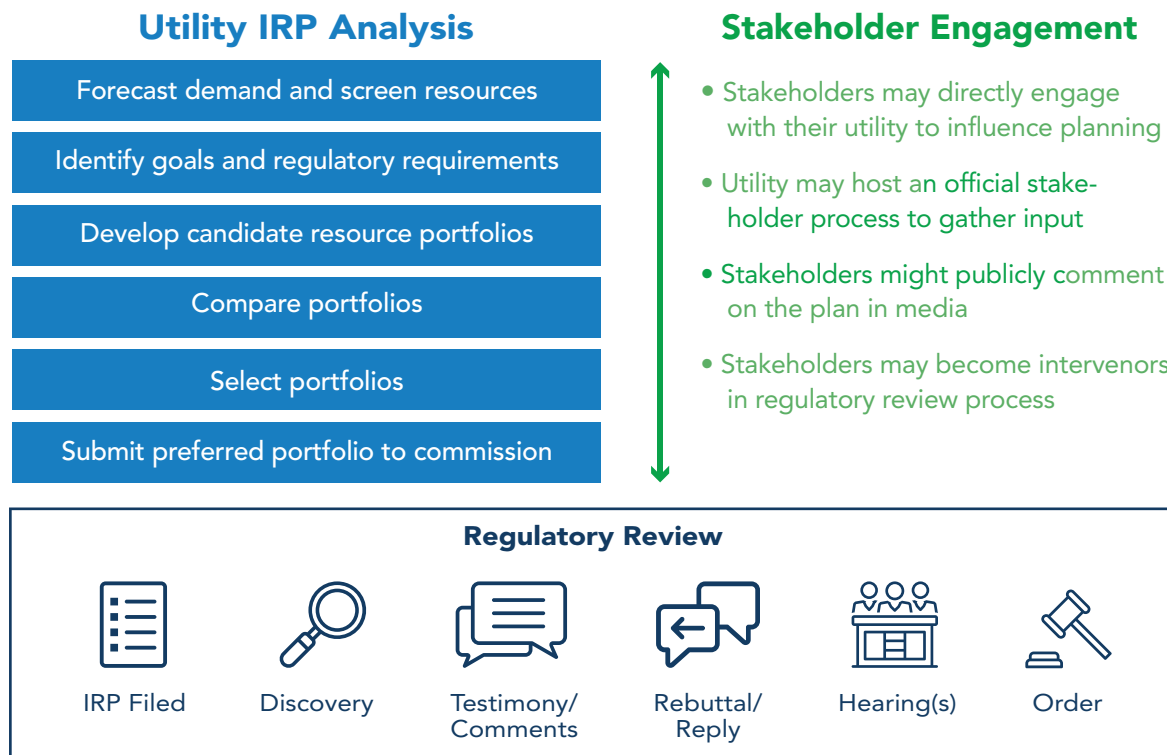 Utility IRP Analysis
Forecast demand and screen resources
Identify goals and regulatory requirements
Develop candidate resource portfolios
Compare portfolios
Select portfolios
Submit preferred portfolio to commission
Stakeholder Engagement
• Stakeholders may directly engage
with their utility to influence planning
• Utility may host an official stake-
holder process to gather input
• Stakeholders might publicly comment
on the plan in media
• Stakeholders may become intervenors
in regulatory review process
Regulatory Review
IRP Filed
Discovery
Testimony/
Comments
Rebuttal/
Reply
Hearing(s)
Order